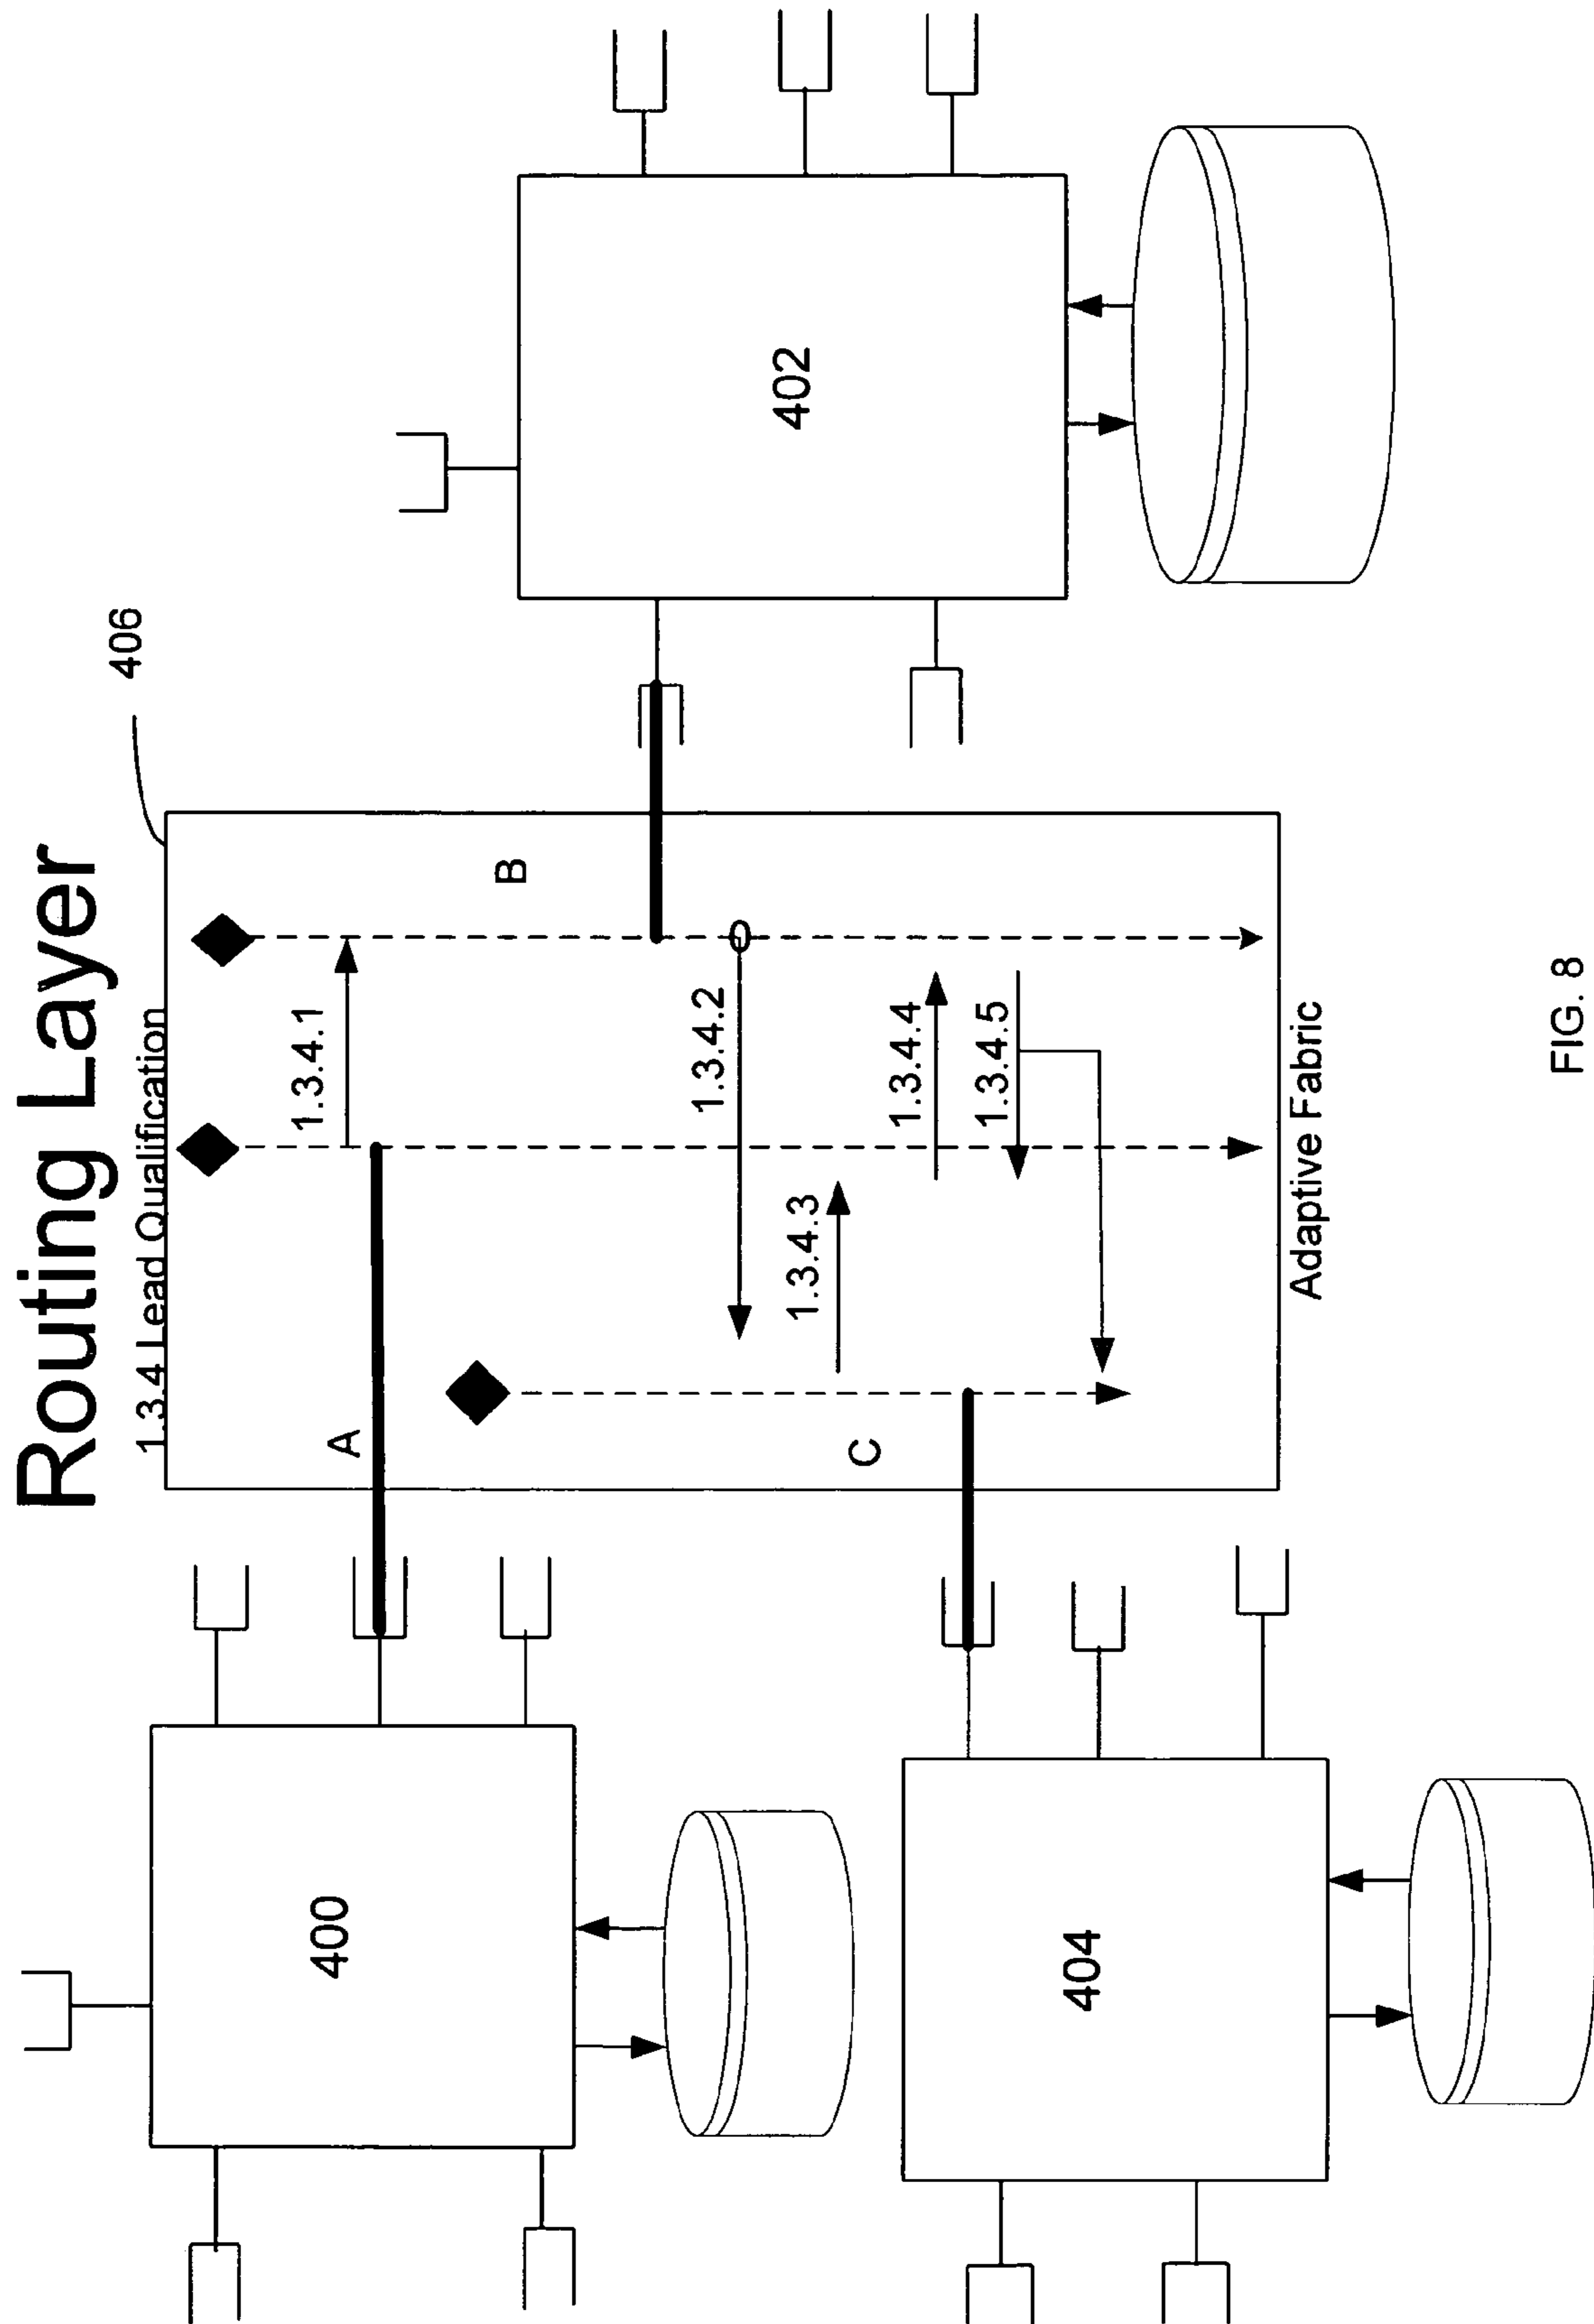 Routing Layer
1.3.4 Lead Qualification
406
400
A
1.3.4.1
B
402
1.3.4.2
1.3.4.3
C
1.3.4.4
1.3.4.5
404
Adaptive Fabric
FIG. 8